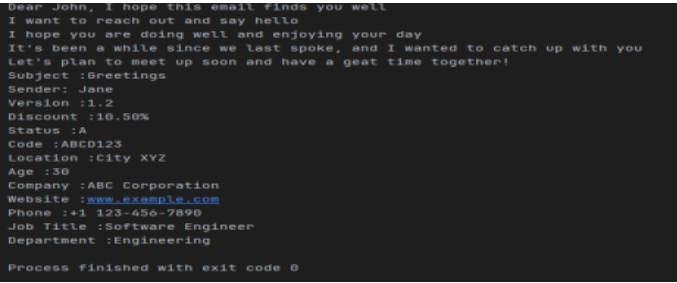 Dear John, I hope this email finds you well
I want to reach out and say hello
I hope you are doing well and enjoying your day
It's been a while since we last spoke, and I wanted to catch up with you
Let's plan to meet up soon and have a geat time together!
Subject :Greetings
Sender: Jane
Version :1.2
Discount :10.50%
Status :A
Code :ABCD123
Location :City XYZ
Age :30
Company :ABC Corporation
Website :www.example.com
Phone :+1 123-456-7890
Job Title :Software Engineer
Department :Engineering
Process finished with exit code 0